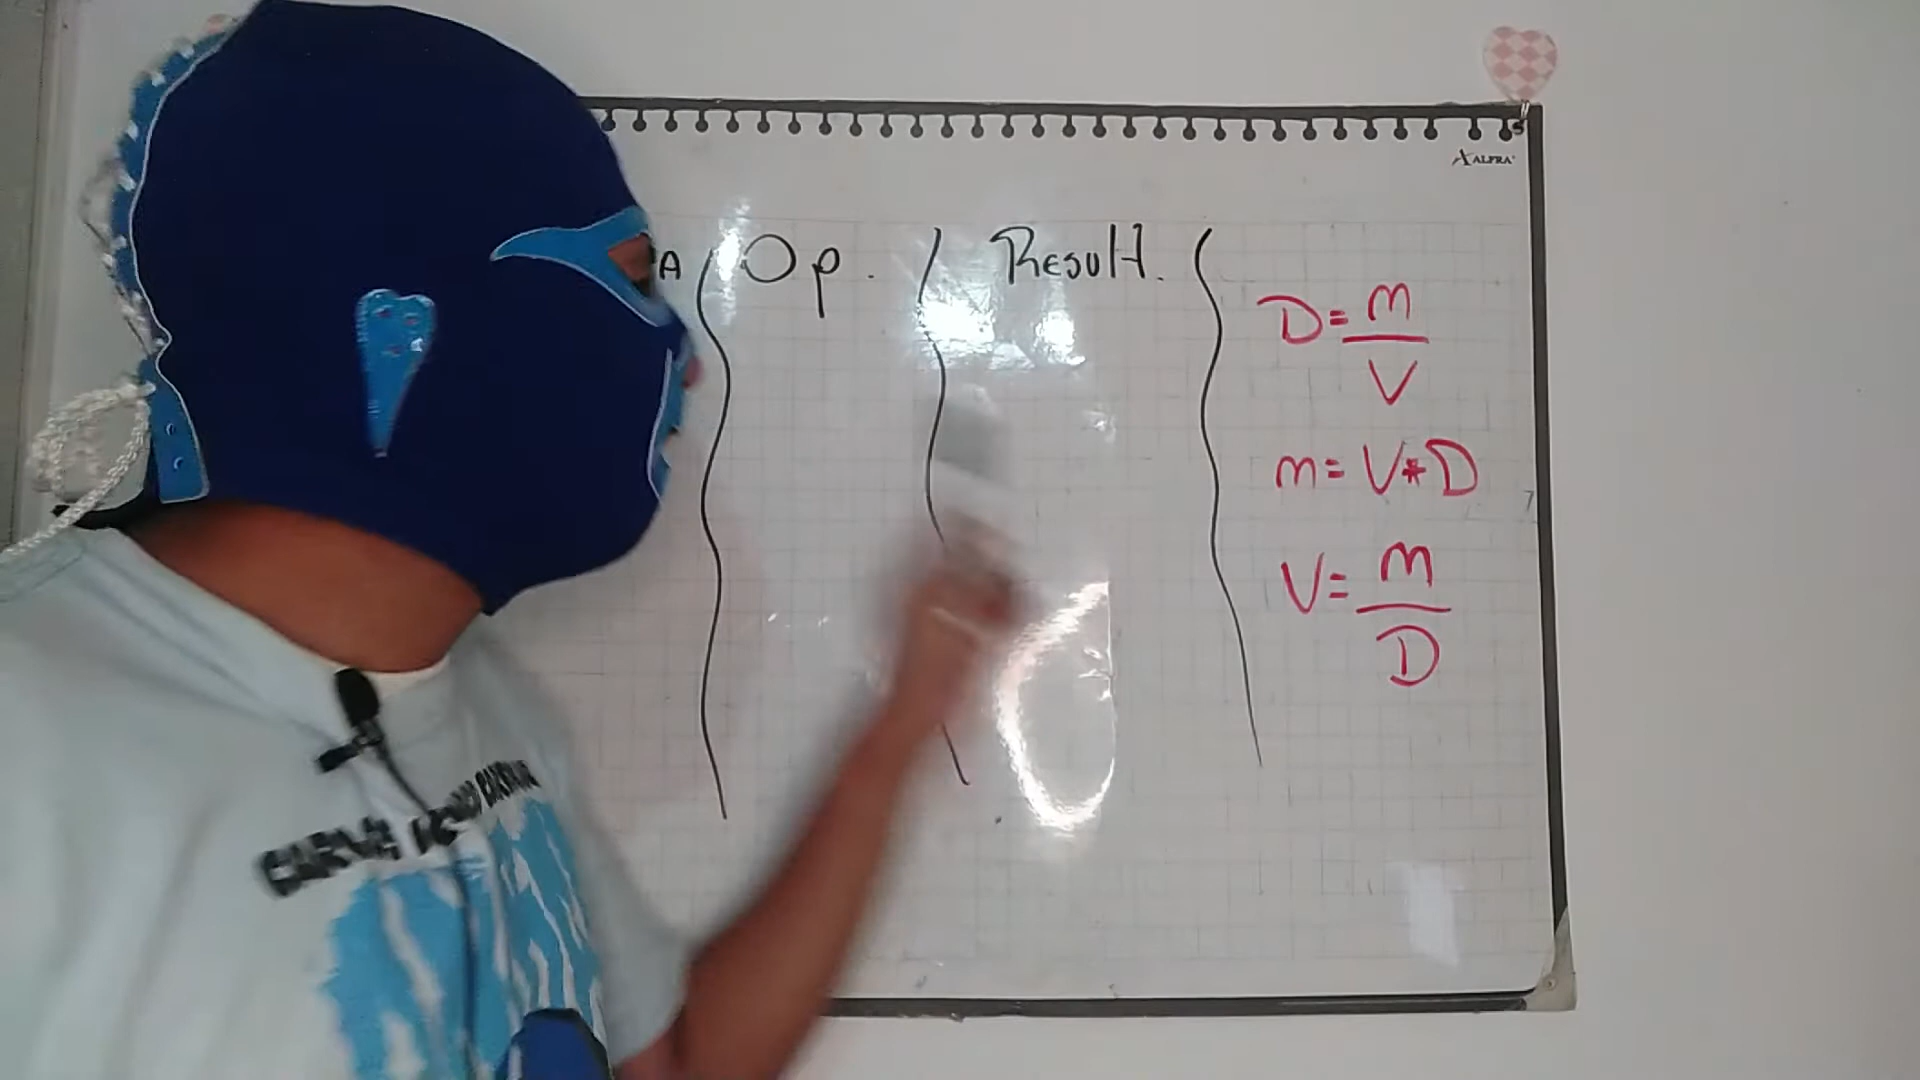 ALFRA
A Op. Result.
D = m / V
m = V * D
V = m / D